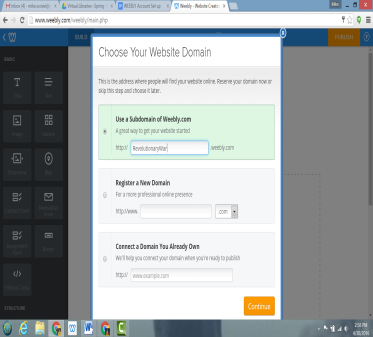 Weebly - Website Creation
www.weebly.com/weebly/main.php
BUILD
PUBLISH
BASIC
Choose Your Website Domain
This is the address where people will find your website online. Reserve your domain now or
skip this step and choose it later.
Use a Subdomain of Weebly.com
A great way to get your website started
http:// RevolutionaryWar .weebly.com
Register a New Domain
For a more professional online presence
http://www. .com
Connect a Domain You Already Own
We'll help you connect your domain when you're ready to publish
http:// www.example.com
Continue
STRUCTURE